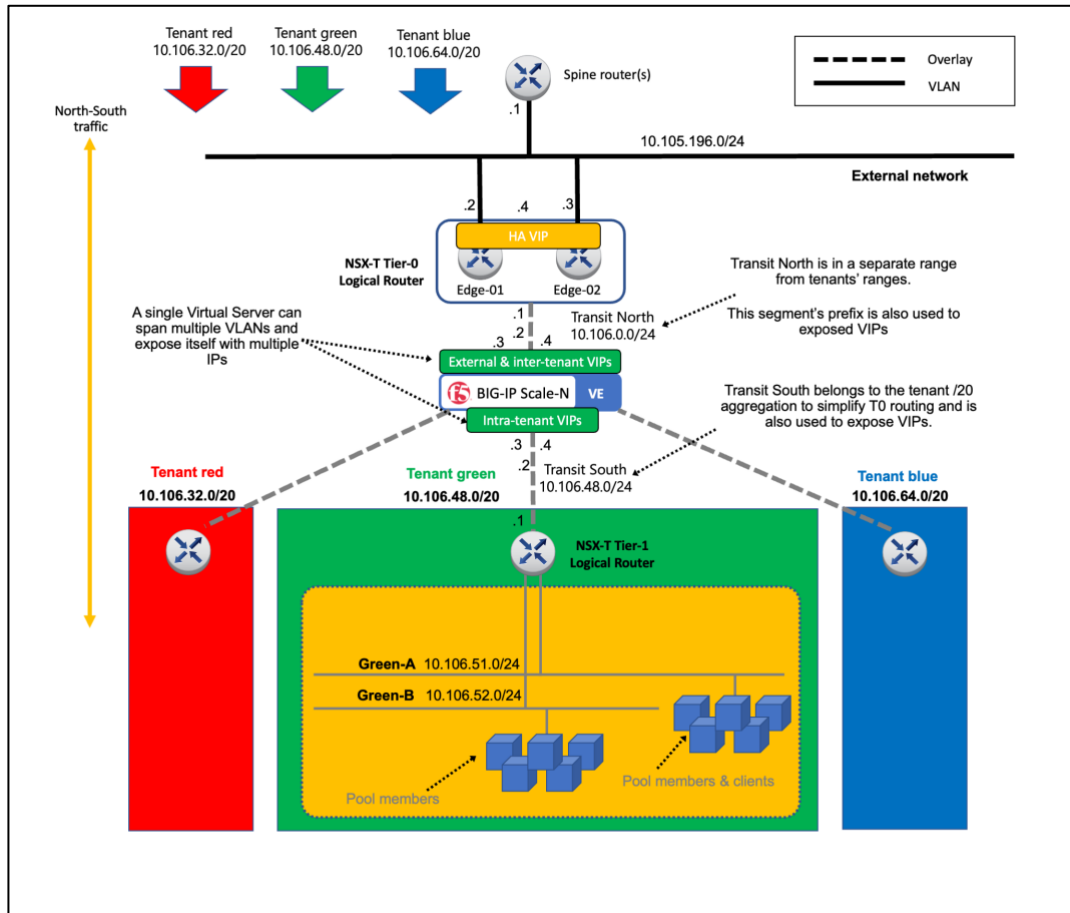 Tenant red
10.106.32.0/20
Tenant green
10.106.48.0/20
Tenant blue
10.106.64.0/20
Spine router(s)
Overlay
VLAN
North-South
traffic
.1
10.105.196.0/24
External network
.2
.4
.3
HA VIP
NSX-T Tier-0
Logical Router
Edge-01
Edge-02
Transit North is in a separate range
from tenants’ ranges.
This segment’s prefix is also used to
exposed VIPs
A single Virtual Server can
span multiple VLANs and
expose itself with multiple
IPs
.1
.2
.3
.4
Transit North
10.106.0.0/24
External & inter-tenant VIPs
f5
BIG-IP Scale-N
VE
Intra-tenant VIPs
Transit South belongs to the tenant /20
aggregation to simplify T0 routing and is
also used to expose VIPs.
.3
.4
.2
Transit South
10.106.48.0/24
Tenant red
10.106.32.0/20
Tenant green
10.106.48.0/20
Tenant blue
10.106.64.0/20
.1
NSX-T Tier-1
Logical Router
Green-A 10.106.51.0/24
Green-B 10.106.52.0/24
Pool members
Pool members & clients